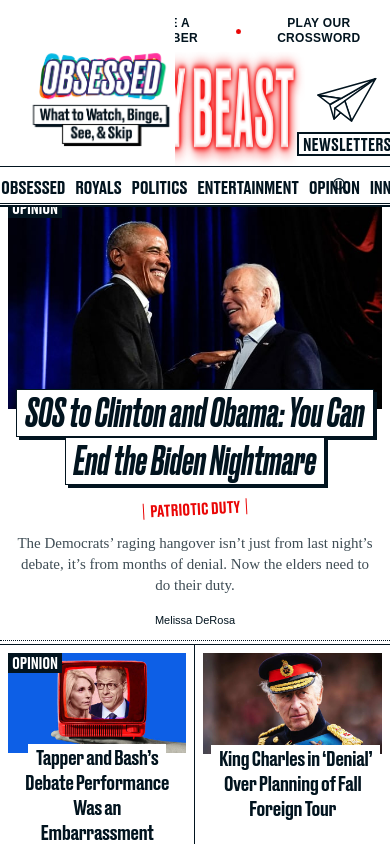 E A
BER
PLAY OUR
CROSSWORD
OBSESSED
What to Watch, Binge,
See, & Skip
Y BEAST
NEWSLETTERS
OBSESSED ROYALS POLITICS ENTERTAINMENT OPINION INN
OPINION
SOS to Clinton and Obama: You Can
End the Biden Nightmare
PATRIOTIC DUTY
The Democrats’ raging hangover isn’t just from last night’s
debate, it’s from months of denial. Now the elders need to
do their duty.
Melissa DeRosa
OPINION
Tapper and Bash’s
Debate Performance
Was an
Embarrassment
King Charles in ‘Denial’
Over Planning of Fall
Foreign Tour